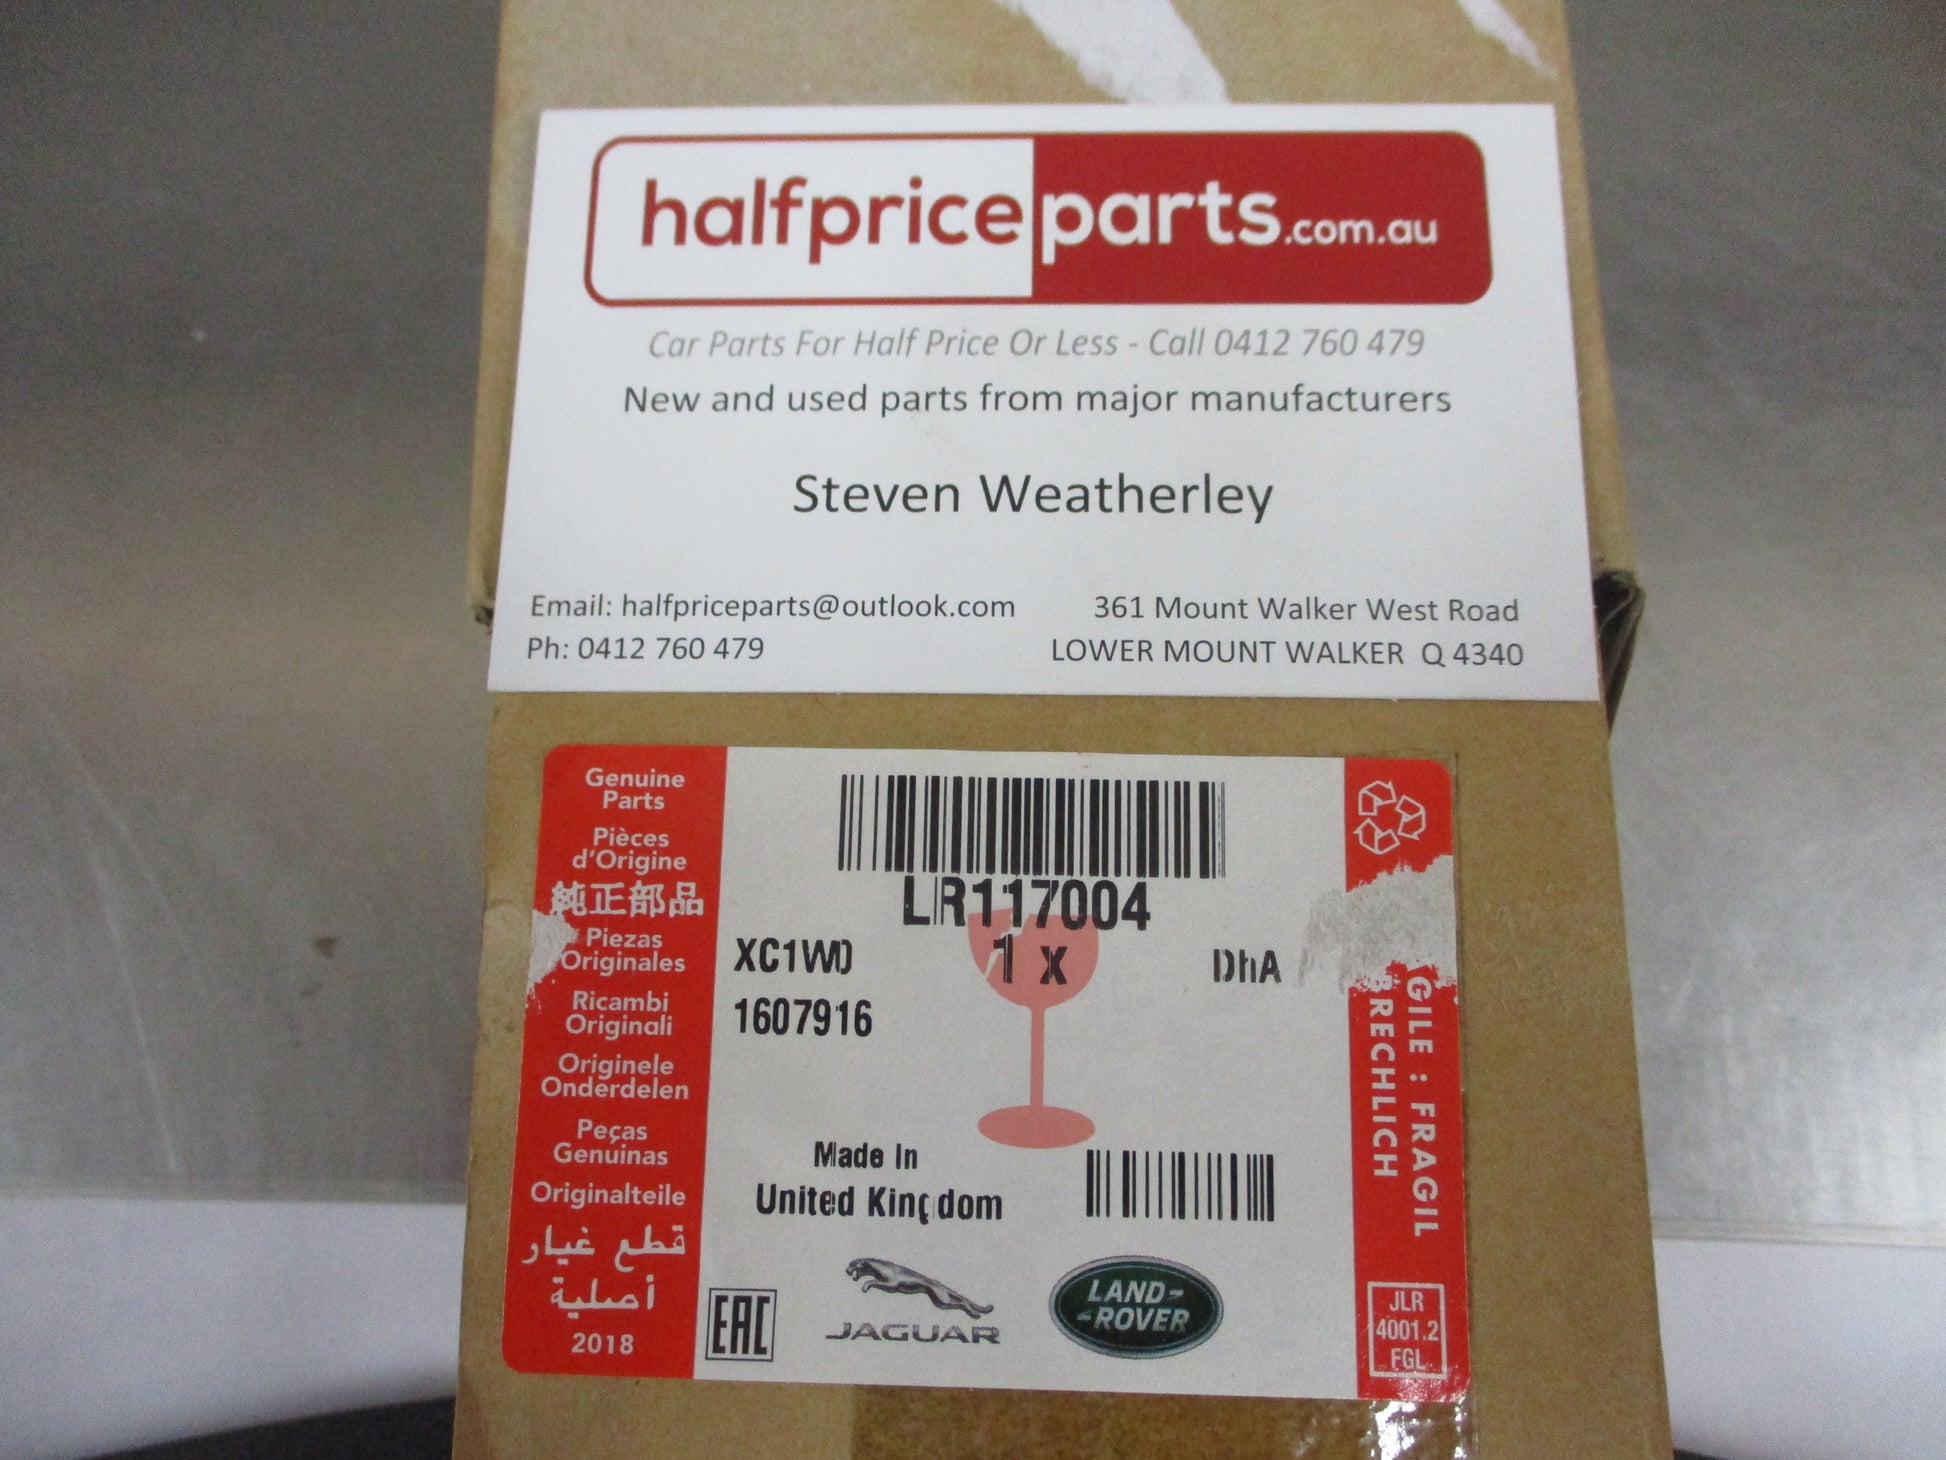 halfpriceparts.com.au
Car Parts For Half Price Or Less - Call 0412 760 479
New and used parts from major manufacturers
Steven Weatherley
Email: halfpriceparts@outlook.com
Ph: 0412 760 479
361 Mount Walker West Road
LOWER MOUNT WALKER Q 4340
Genuine
Parts
Pièces
d'Origine
純正部品
Piezas
Originales
Ricambi
Originali
Originele
Onderdelen
Peças
Genuinas
Originalteile
قطع غيار
أصلية
2018
LR117004
XC1W0
1 x
DhA
1607916
Made In
United Kingdom
EAC
JAGUAR
LAND-
-ROVER
GILE : FRAGIL
BRECHLICH
JLR
4001.2
FGL